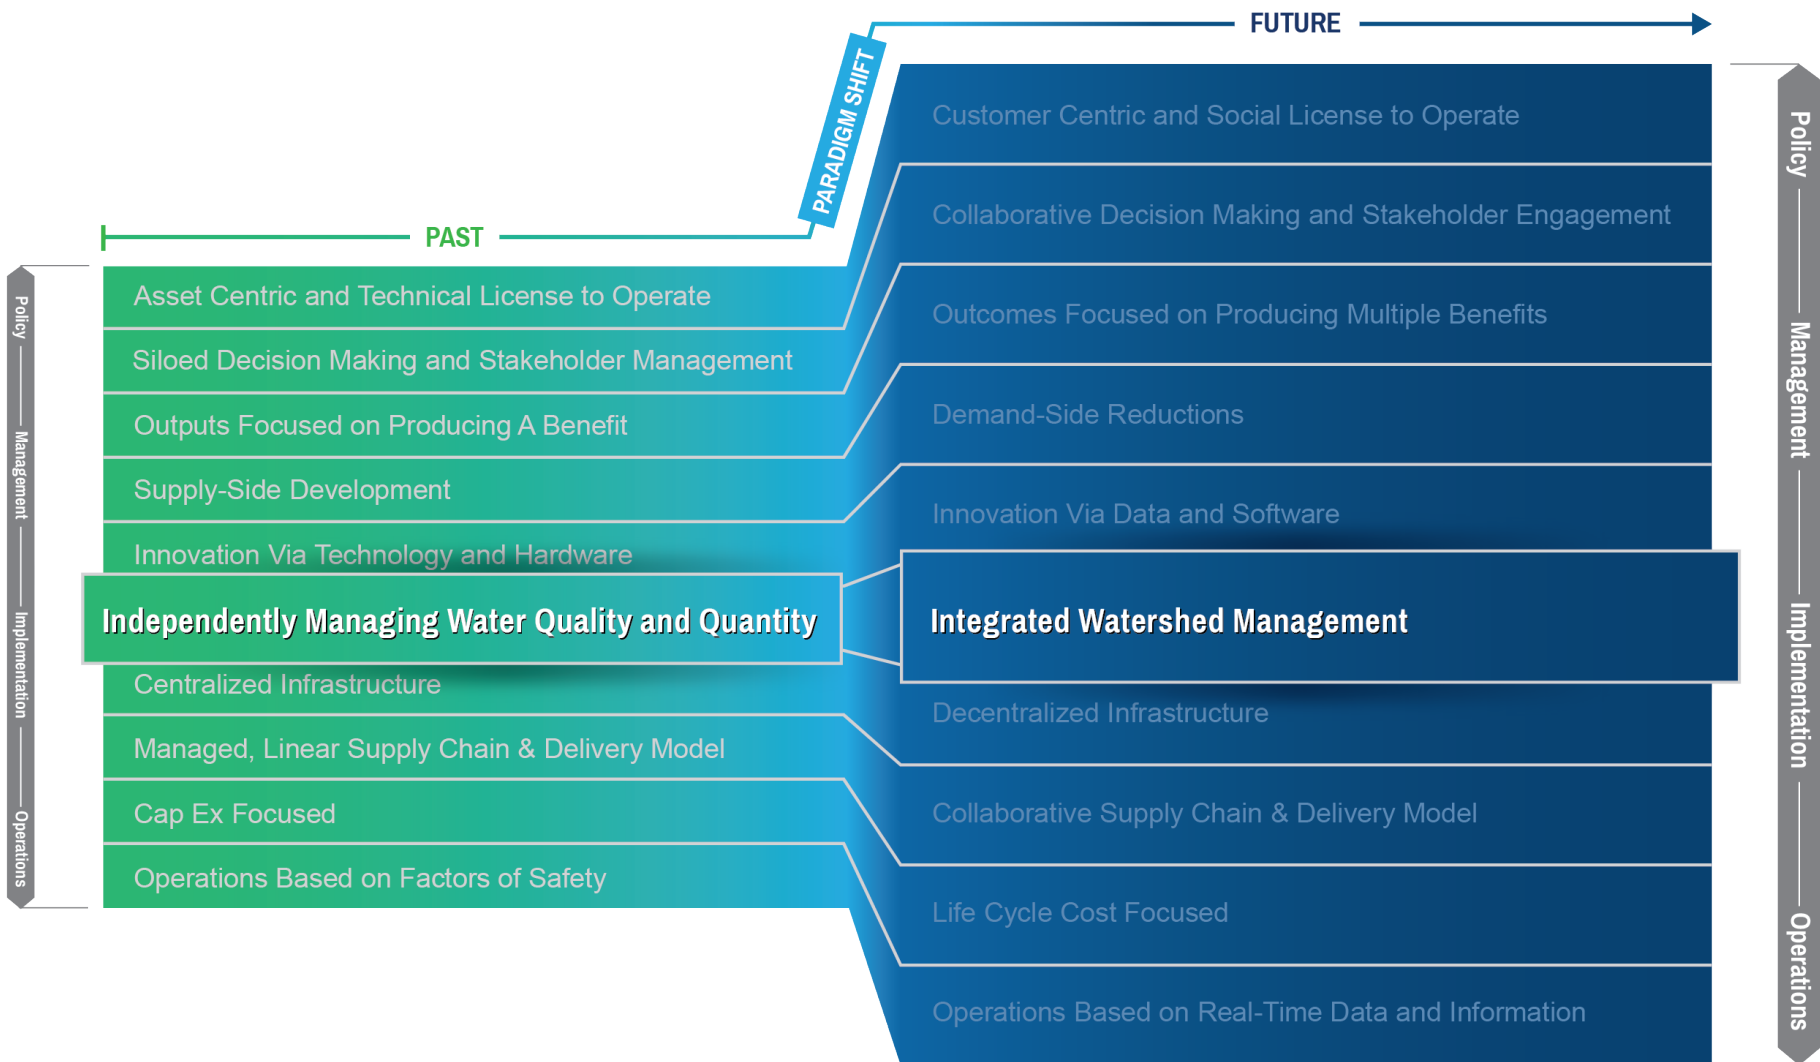 FUTURE
PARADIGM SHIFT
PAST
Policy
Management
Implementation
Operations
Asset Centric and Technical License to Operate
Siloed Decision Making and Stakeholder Management
Outputs Focused on Producing A Benefit
Supply-Side Development
Innovation Via Technology and Hardware
Independently Managing Water Quality and Quantity
Centralized Infrastructure
Managed, Linear Supply Chain & Delivery Model
Cap Ex Focused
Operations Based on Factors of Safety
Customer Centric and Social License to Operate
Collaborative Decision Making and Stakeholder Engagement
Outcomes Focused on Producing Multiple Benefits
Demand-Side Reductions
Innovation Via Data and Software
Integrated Watershed Management
Decentralized Infrastructure
Collaborative Supply Chain & Delivery Model
Life Cycle Cost Focused
Operations Based on Real-Time Data and Information
Policy
Management
Implementation
Operations